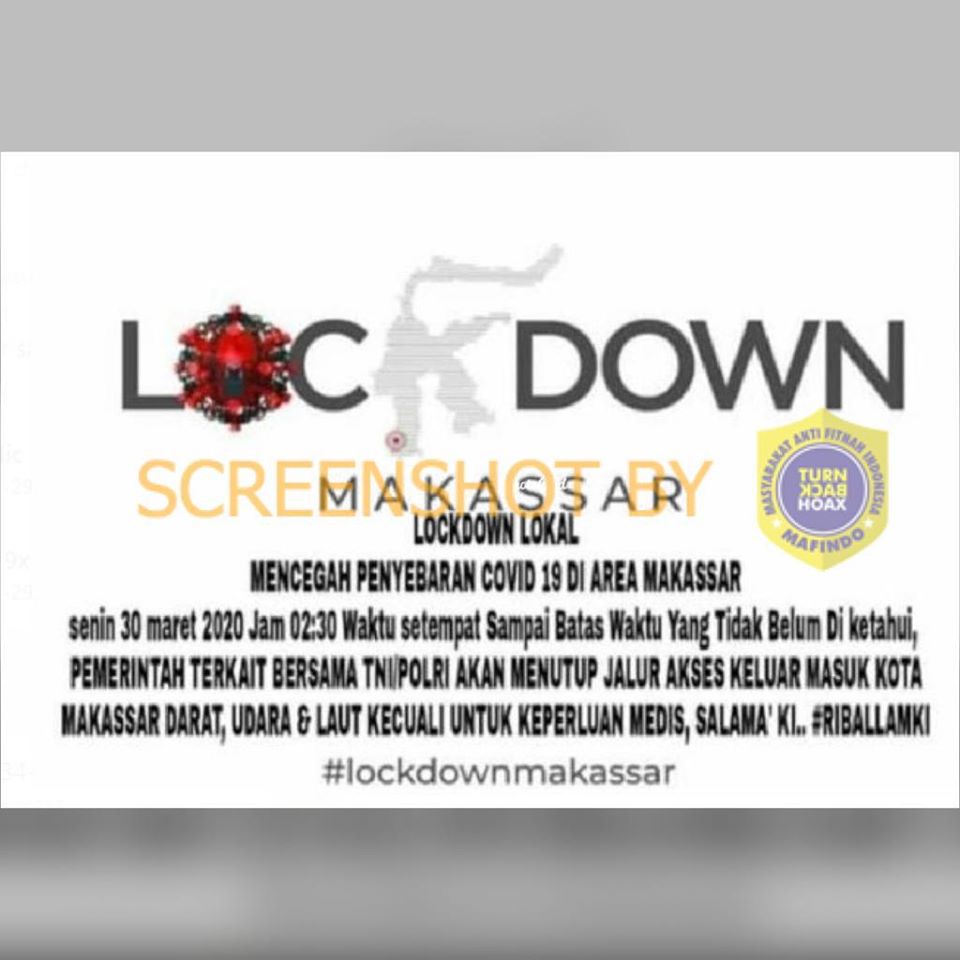 LOCKDOWN
SCREENSHOT BY
MAKASSAR
MASYARAKAT ANTI FITNAH INDONESIA
TURN
BACK
HOAX
MAFINDO
LOCKDOWN LOKAL
MENCEGAH PENYEBARAN COVID 19 DI AREA MAKASSAR
senin 30 maret 2020 Jam 02:30 Waktu setempat Sampai Batas Waktu Yang Tidak Belum Di ketahui,
PEMERINTAH TERKAIT BERSAMA TNI/POLRI AKAN MENUTUP JALUR AKSES KELUAR MASUK KOTA
MAKASSAR DARAT, UDARA & LAUT KECUALI UNTUK KEPERLUAN MEDIS, SALAMA' KI.. #RIBALLAMKI
#lockdownmakassar